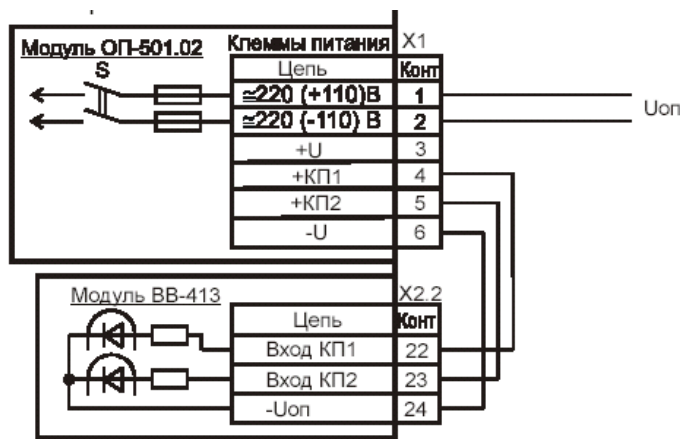 Модуль ОП-501.02 Клеммы питания X1
S Цепь Конт
≃220 (+110)В 1
≃220 (-110) В 2
Uоп
+U 3
+КП1 4
+КП2 5
-U 6
Модуль ВВ-413 X2.2
Цепь Конт
Вход КП1 22
Вход КП2 23
-Uоп 24